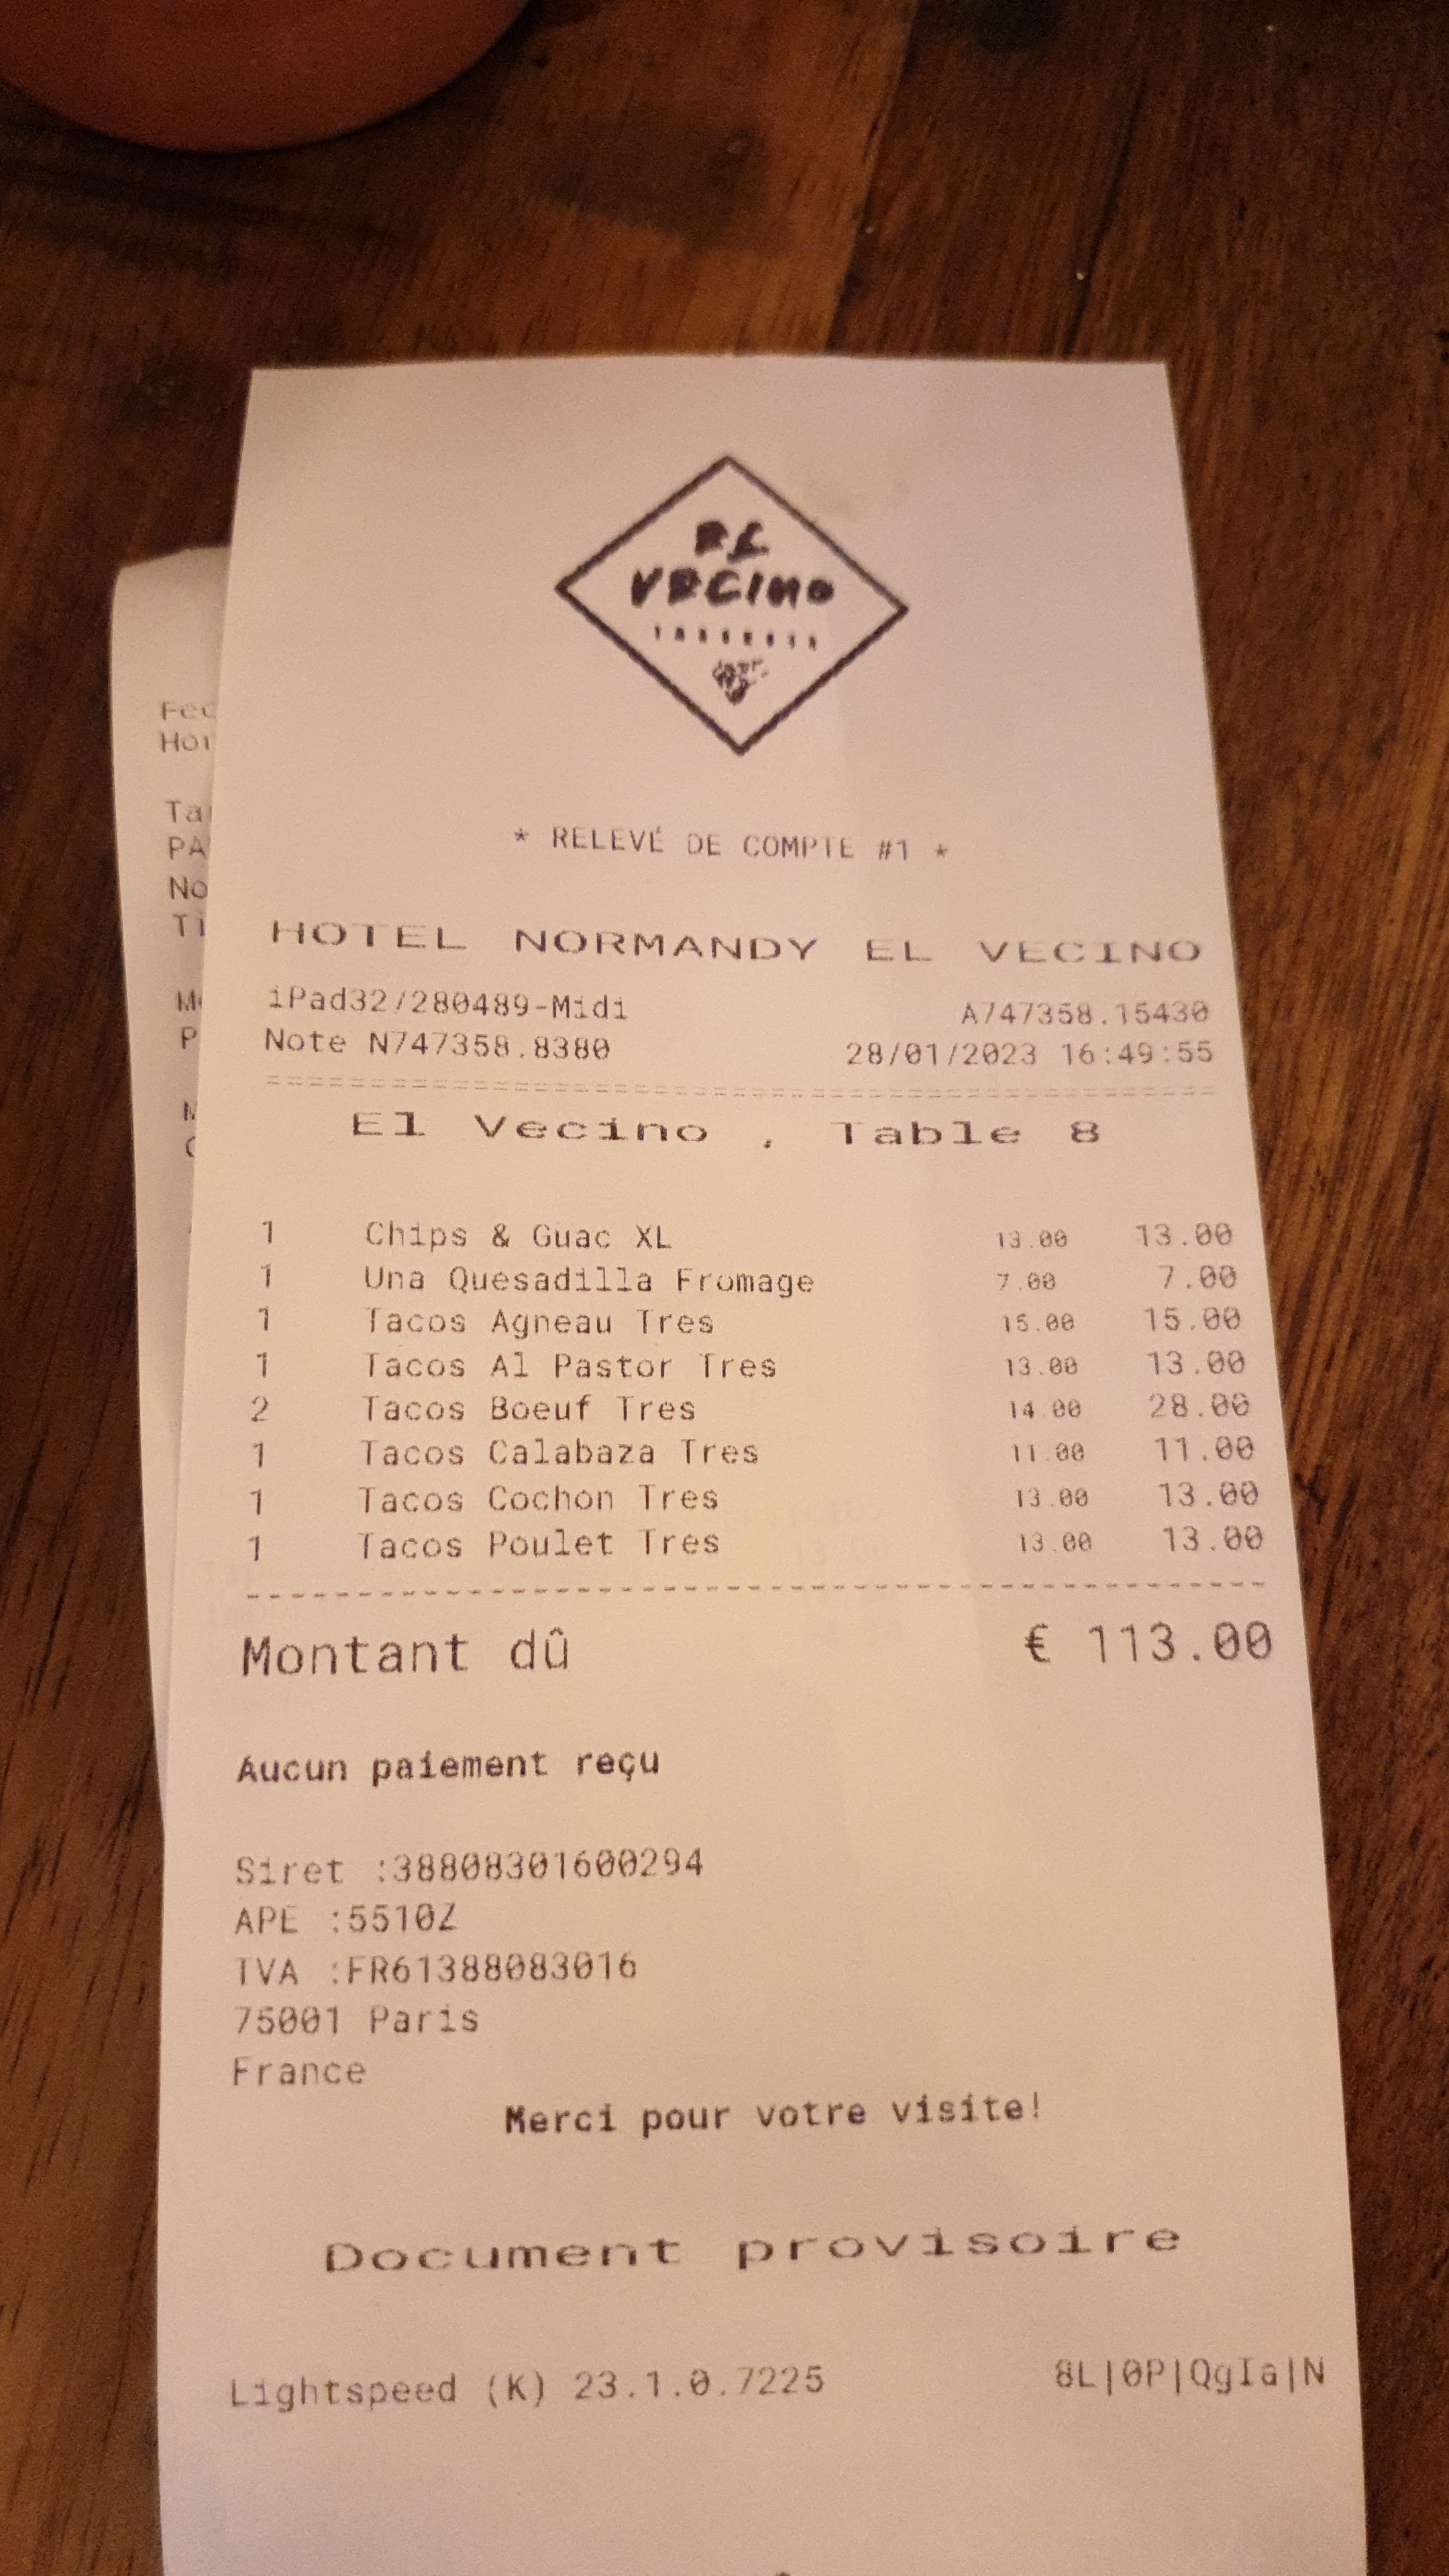 EL
VECINO
TAQUERIA
* RELEVÉ DE COMPTE #1 *
HOTEL NORMANDY EL VECINO
iPad32/280489-Midi A747358.15430
Note N747358.8380 28/01/2023 16:49:55
El Vecino , Table 8
1 Chips & Guac XL 13.00 13.00
1 Una Quesadilla Fromage 7.00 7.00
1 Tacos Agneau Tres 15.00 15.00
1 Tacos Al Pastor Tres 13.00 13.00
2 Tacos Boeuf Tres 14.00 28.00
1 Tacos Calabaza Tres 11.00 11.00
1 Tacos Cochon Tres 13.00 13.00
1 Tacos Poulet Tres 13.00 13.00
Montant dû € 113.00
Aucun paiement reçu
Siret :38808301600294
APE :5510Z
TVA :FR61388083016
75001 Paris
France
Merci pour votre visite!
Document provisoire
Lightspeed (K) 23.1.0.7225 8L|0P|QgIa|N